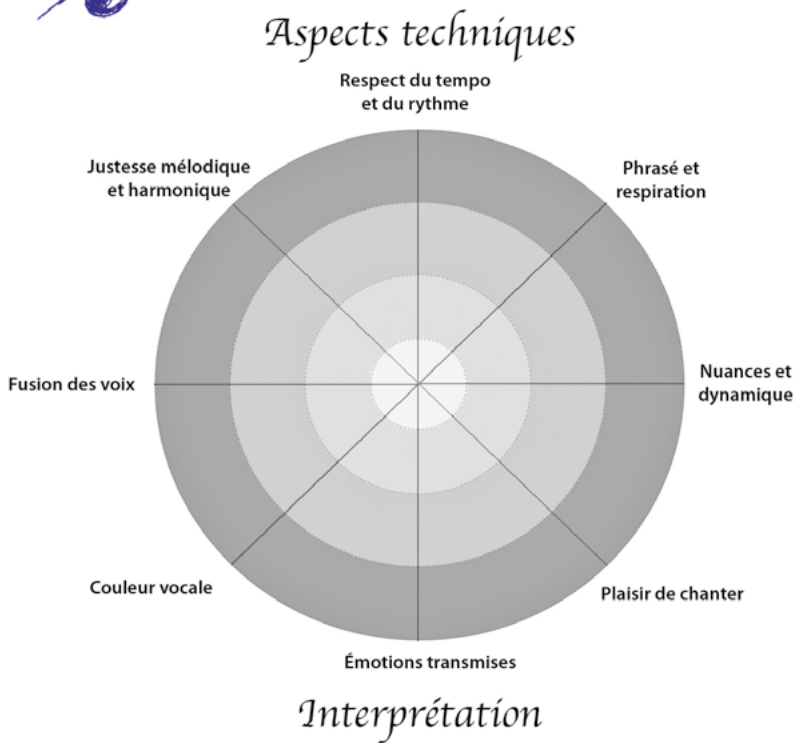 Aspects techniques
Respect du tempo
et du rythme
Justesse mélodique
et harmonique
Phrasé et
respiration
Fusion des voix
Nuances et
dynamique
Couleur vocale
Plaisir de chanter
Émotions transmises
Interprétation